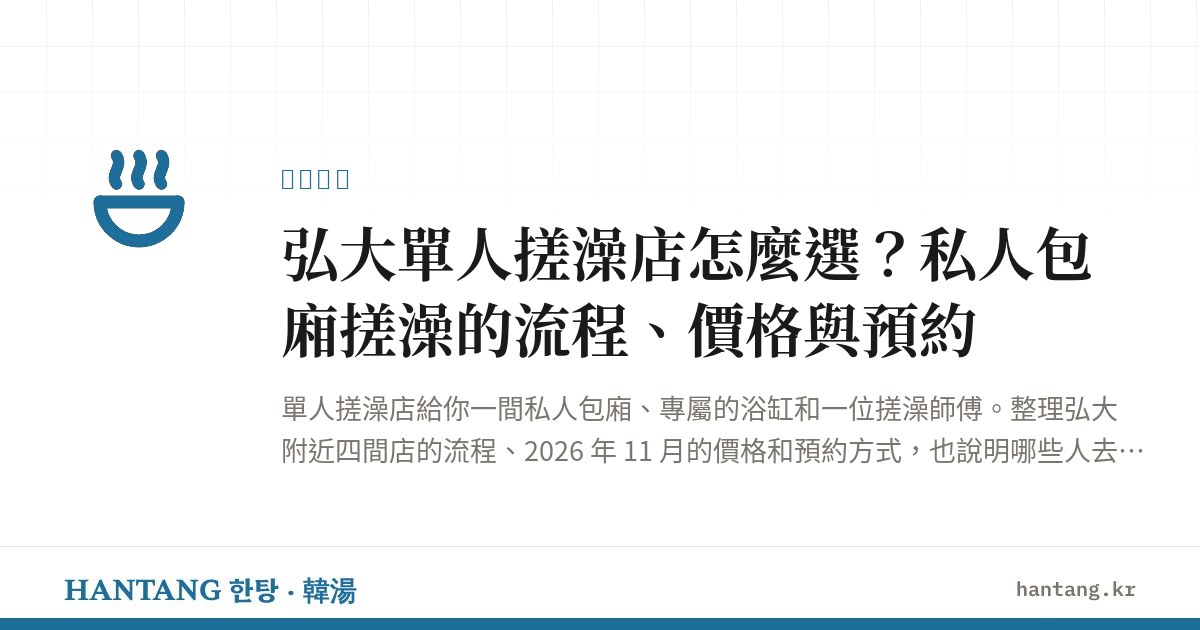 弘大單人搓澡店怎麼選？私人包
廂搓澡的流程、價格與預約
單人搓澡店給你一間私人包廂、專屬的浴缸和一位搓澡師傅。整理弘大
附近四間店的流程、2026 年 11 月的價格和預約方式，也說明哪些人去…
HANTANG 한탕 · 韓湯
hantang.kr